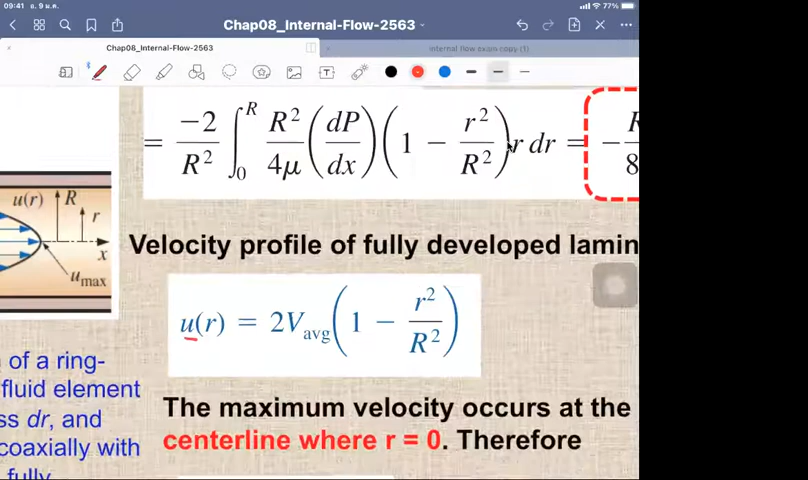 09:41 อ. 9 ม.ค.
77%
Chap08_Internal-Flow-2563
Chap08_Internal-Flow-2563
internal flow exam copy (1)
= -2/R² ∫₀ᴿ R²/4μ (dP/dx)(1 − r²/R²) r dr = −R/8
u(r) R
r
x
u_max
Velocity profile of fully developed lamin
u(r) = 2V_avg(1 − r²/R²)
of a ring-
fluid element
ss dr, and
coaxially with
fully
The maximum velocity occurs at the
centerline where r = 0. Therefore